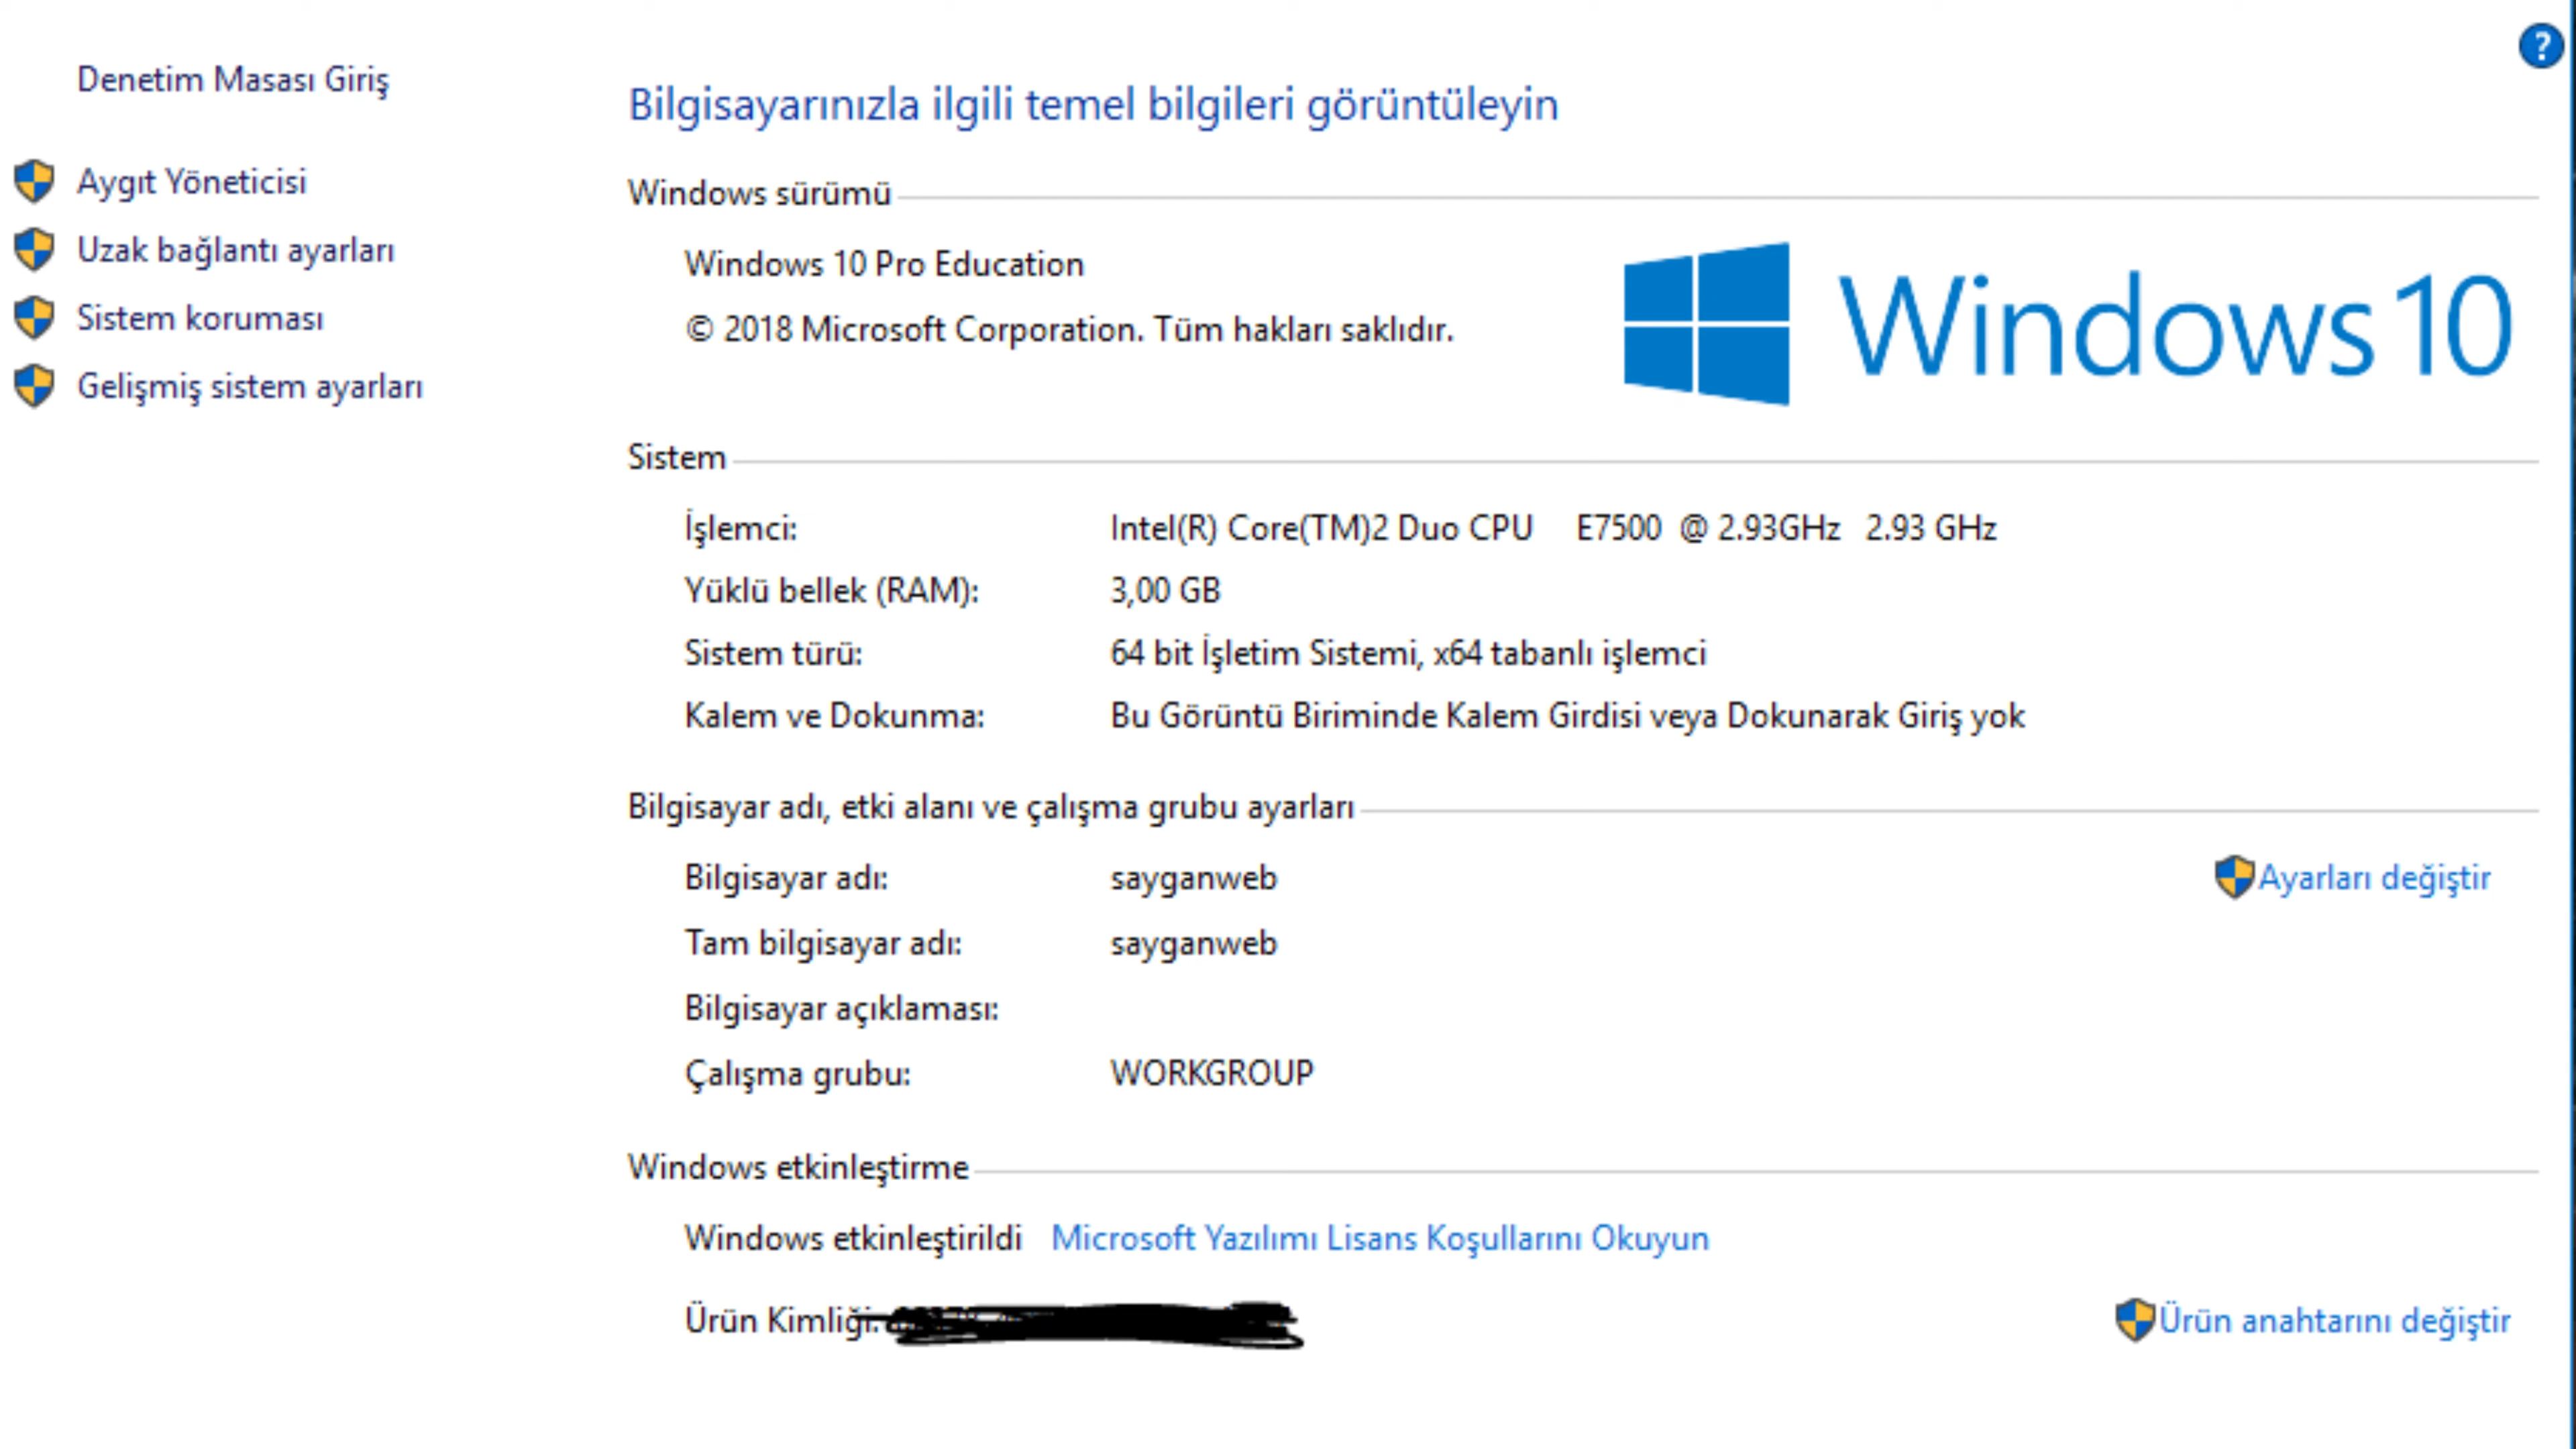 Denetim Masası Giriş
Aygıt Yöneticisi
Uzak bağlantı ayarları
Sistem koruması
Gelişmiş sistem ayarları
?
Bilgisayarınızla ilgili temel bilgileri görüntüleyin
Windows sürümü
Windows 10 Pro Education
© 2018 Microsoft Corporation. Tüm hakları saklıdır.
Windows 10
Sistem
İşlemci: Intel(R) Core(TM)2 Duo CPU E7500 @ 2.93GHz 2.93 GHz
Yüklü bellek (RAM): 3,00 GB
Sistem türü: 64 bit İşletim Sistemi, x64 tabanlı işlemci
Kalem ve Dokunma: Bu Görüntü Biriminde Kalem Girdisi veya Dokunarak Giriş yok
Bilgisayar adı, etki alanı ve çalışma grubu ayarları
Bilgisayar adı: sayganweb Ayarları değiştir
Tam bilgisayar adı: sayganweb
Bilgisayar açıklaması:
Çalışma grubu: WORKGROUP
Windows etkinleştirme
Windows etkinleştirildi Microsoft Yazılımı Lisans Koşullarını Okuyun
Ürün Kimliği: Ürün anahtarını değiştir